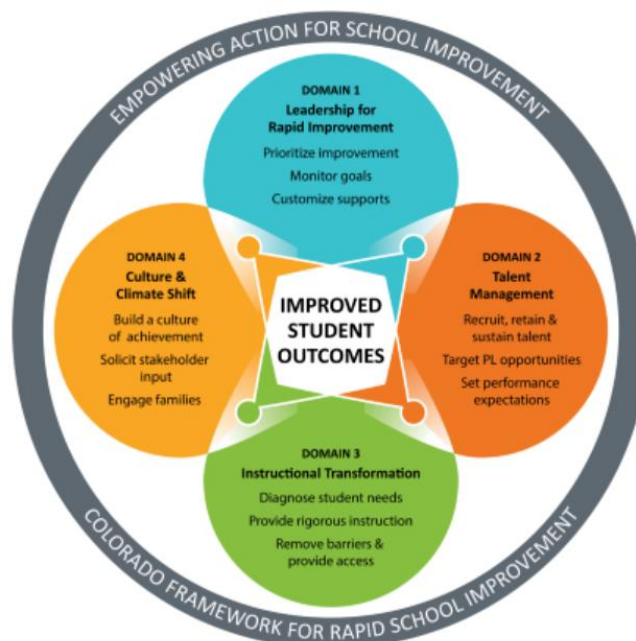 EMPOWERING ACTION FOR SCHOOL IMPROVEMENT
DOMAIN 1
Leadership for
Rapid Improvement
Prioritize improvement
Monitor goals
Customize supports
DOMAIN 4
Culture &
Climate Shift
Build a culture
of achievement
Solicit stakeholder
input
Engage families
IMPROVED
STUDENT
OUTCOMES
DOMAIN 2
Talent
Management
Recruit, retain &
sustain talent
Target PL opportunities
Set performance
expectations
DOMAIN 3
Instructional Transformation
Diagnose student needs
Provide rigorous instruction
Remove barriers &
provide access
COLORADO FRAMEWORK FOR RAPID SCHOOL IMPROVEMENT